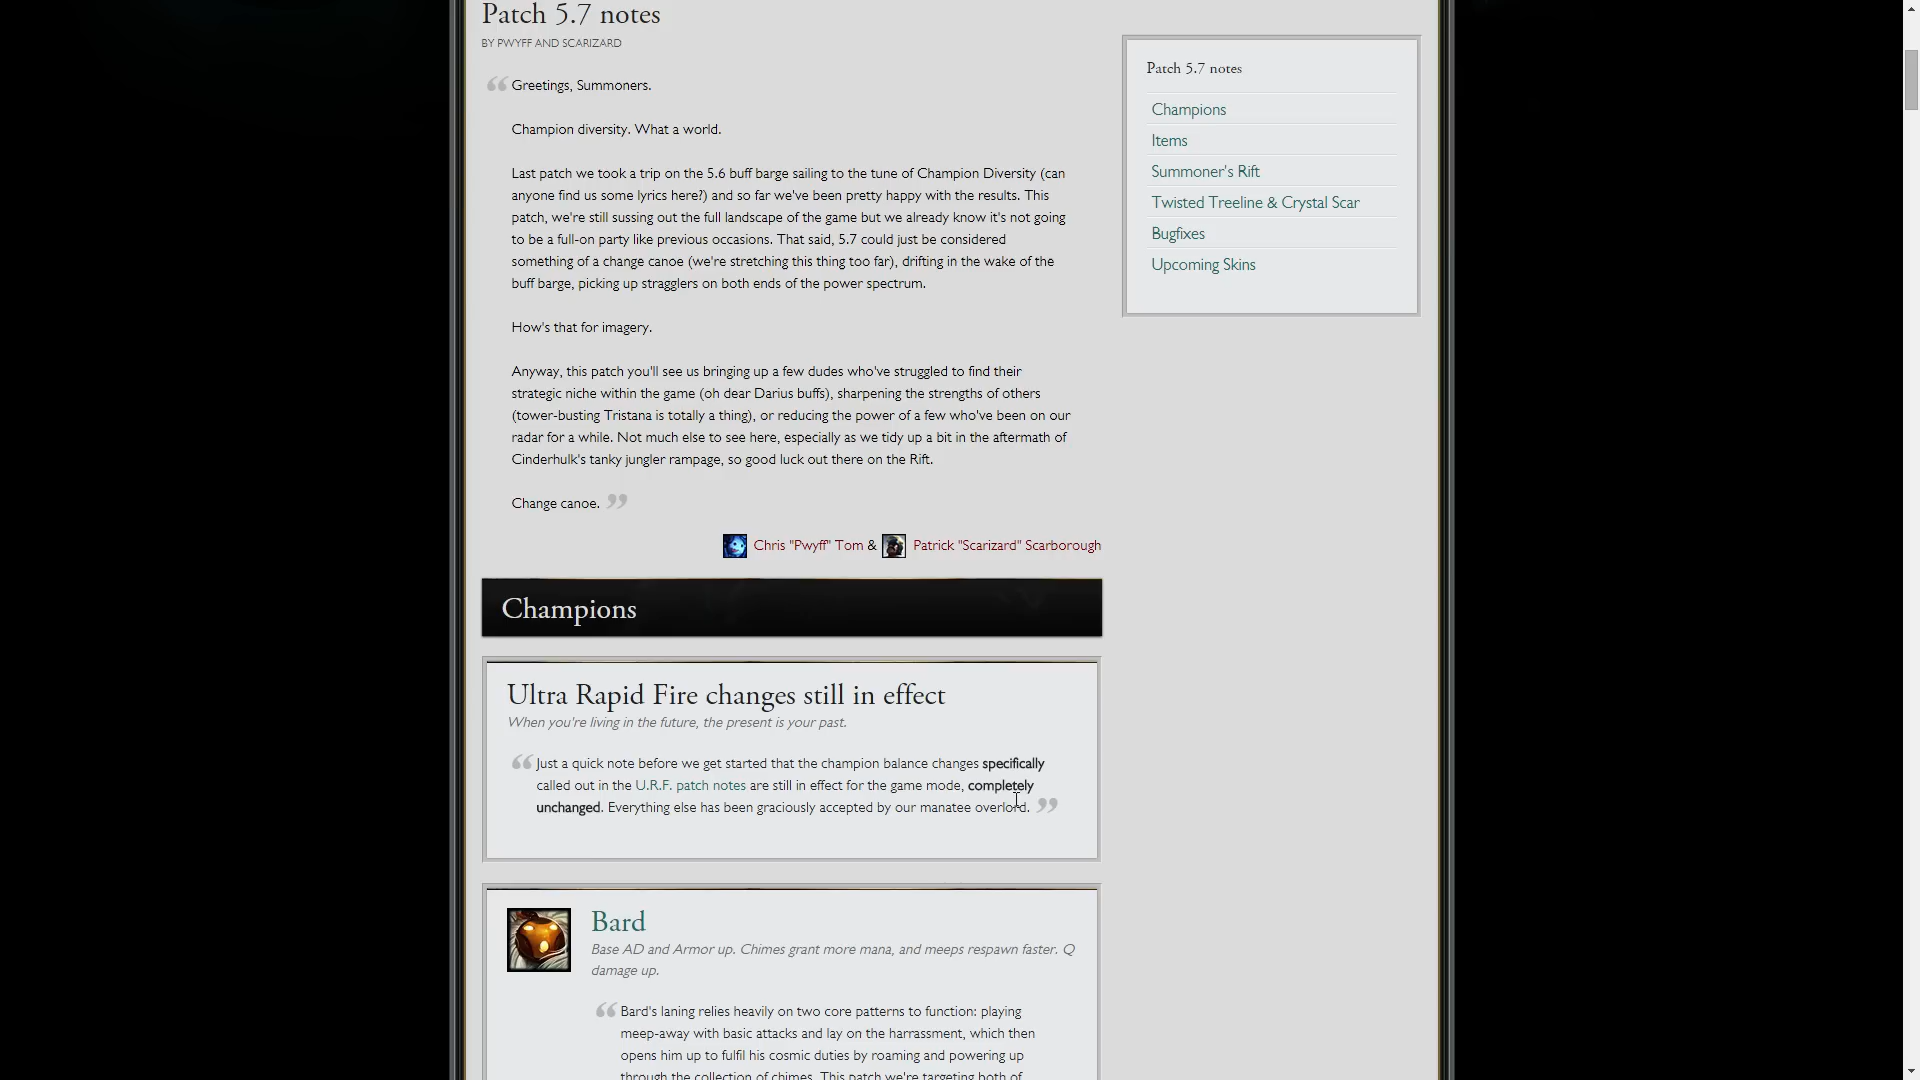 Patch 5.7 notes
BY PWYFF AND SCARIZARD
“ Greetings, Summoners.
Champion diversity. What a world.
Last patch we took a trip on the 5.6 buff barge sailing to the tune of Champion Diversity (can
anyone find us some lyrics here?) and so far we've been pretty happy with the results. This
patch, we're still sussing out the full landscape of the game but we already know it's not going
to be a full-on party like previous occasions. That said, 5.7 could just be considered
something of a change canoe (we're stretching this thing too far), drifting in the wake of the
buff barge, picking up stragglers on both ends of the power spectrum.
How's that for imagery.
Anyway, this patch you'll see us bringing up a few dudes who've struggled to find their
strategic niche within the game (oh dear Darius buffs), sharpening the strengths of others
(tower-busting Tristana is totally a thing), or reducing the power of a few who've been on our
radar for a while. Not much else to see here, especially as we tidy up a bit in the aftermath of
Cinderhulk's tanky jungler rampage, so good luck out there on the Rift.
Change canoe. ”
Chris "Pwyff" Tom & Patrick "Scarizard" Scarborough
Champions
Ultra Rapid Fire changes still in effect
When you're living in the future, the present is your past.
“ Just a quick note before we get started that the champion balance changes specifically
called out in the U.R.F. patch notes are still in effect for the game mode, completely
unchanged. Everything else has been graciously accepted by our manatee overlord. ”
Bard
Base AD and Armor up. Chimes grant more mana, and meeps respawn faster. Q
damage up.
“ Bard's laning relies heavily on two core patterns to function: playing
meep-away with basic attacks and lay on the harrassment, which then
opens him up to fulfil his cosmic duties by roaming and powering up
through the collection of chimes. This patch we're targeting both of
Patch 5.7 notes
Champions
Items
Summoner's Rift
Twisted Treeline & Crystal Scar
Bugfixes
Upcoming Skins